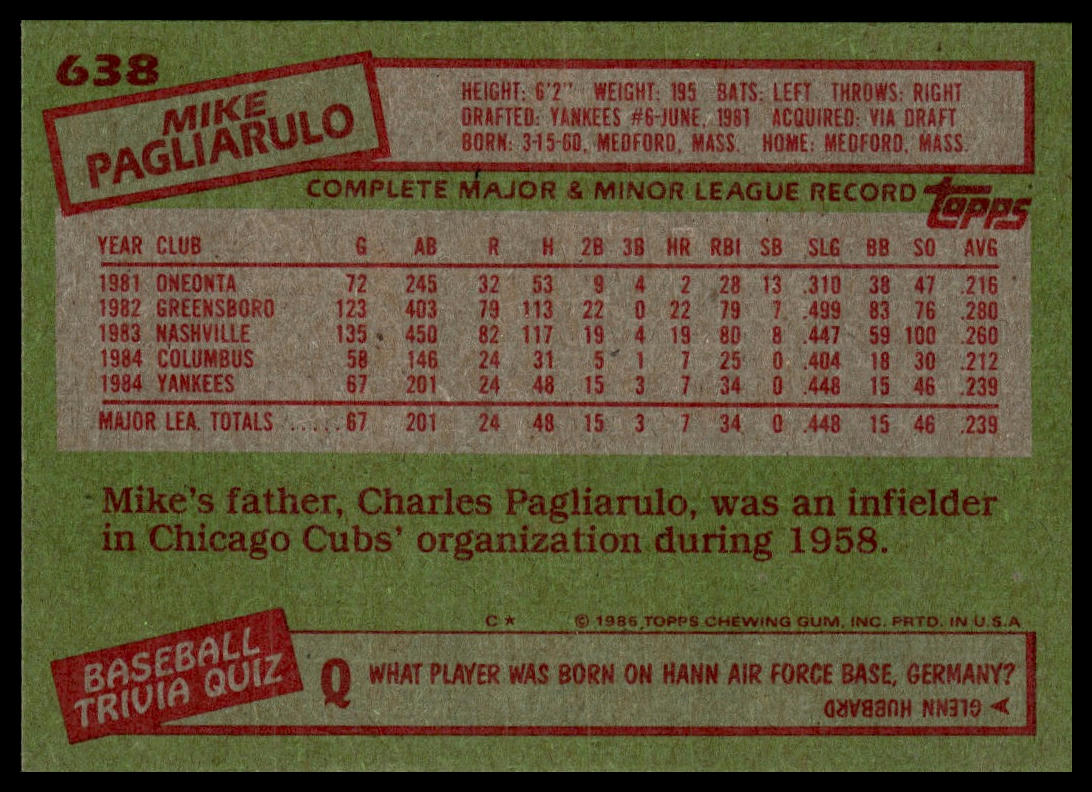 638
MIKE
PAGLIARULO
HEIGHT: 6'2" WEIGHT: 195 BATS: LEFT THROWS: RIGHT
DRAFTED: YANKEES #6-JUNE, 1981 ACQUIRED: VIA DRAFT
BORN: 3-15-60, MEDFORD, MASS. HOME: MEDFORD, MASS.
COMPLETE MAJOR & MINOR LEAGUE RECORD topps
YEAR CLUB G AB R H 2B 3B HR RBI SB SLG BB SO AVG
1981 ONEONTA 72 245 32 53 9 4 2 28 13 .310 38 47 .216
1982 GREENSBORO 123 403 79 113 22 0 22 79 7 .499 83 76 .280
1983 NASHVILLE 135 450 82 117 19 4 19 80 8 .447 59 100 .260
1984 COLUMBUS 58 146 24 31 5 1 7 25 0 .404 18 30 .212
1984 YANKEES 67 201 24 48 15 3 7 34 0 .448 15 46 .239
MAJOR LEA. TOTALS ......67 201 24 48 15 3 7 34 0 .448 15 46 .239
Mike's father, Charles Pagliarulo, was an infielder
in Chicago Cubs' organization during 1958.
C* © 1985 TOPPS CHEWING GUM, INC. PRTD. IN U.S.A.
BASEBALL
TRIVIA QUIZ
Q WHAT PLAYER WAS BORN ON HANN AIR FORCE BASE, GERMANY?
A GLENN HUBBARD